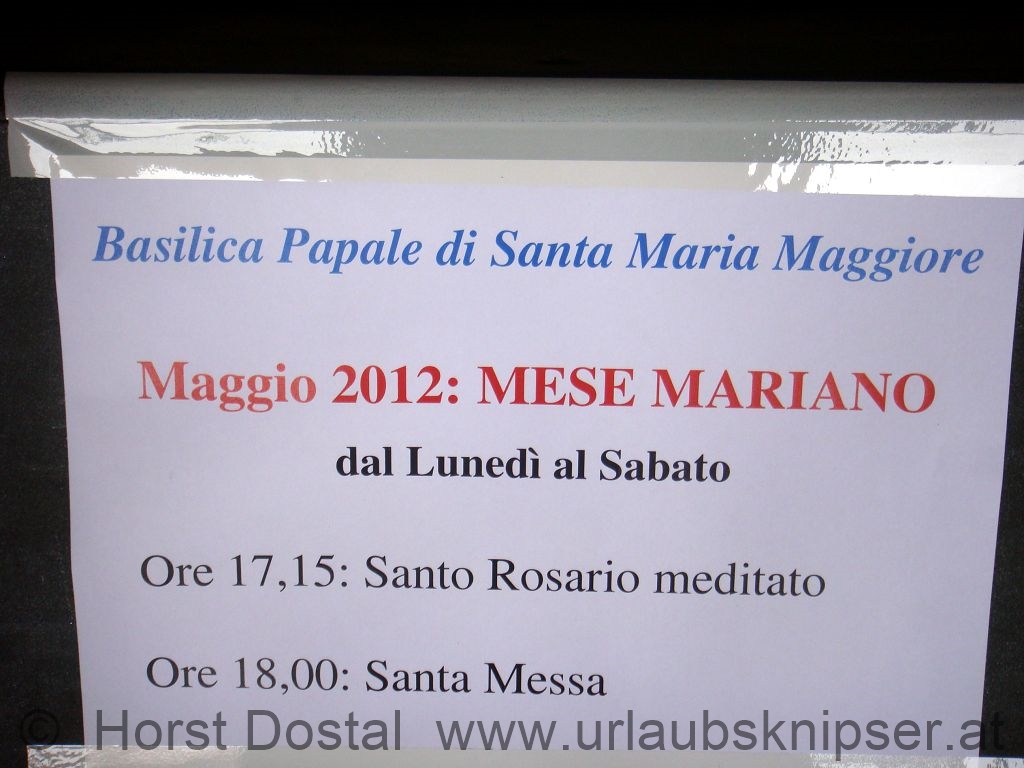 Basilica Papale di Santa Maria Maggiore
Maggio 2012: MESE MARIANO
dal Lunedì al Sabato
Ore 17,15: Santo Rosario meditato
Ore 18,00: Santa Messa
© Horst Dostal www.urlaubsknipser.at